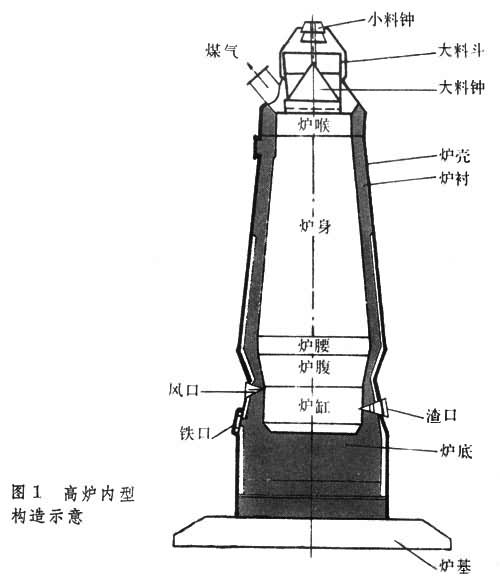 小料钟
煤气
大料斗
大料钟
炉喉
炉壳
炉衬
炉身
炉腰
炉腹
风口
炉缸
渣口
铁口
炉底
图1 高炉内型
构造示意
炉基